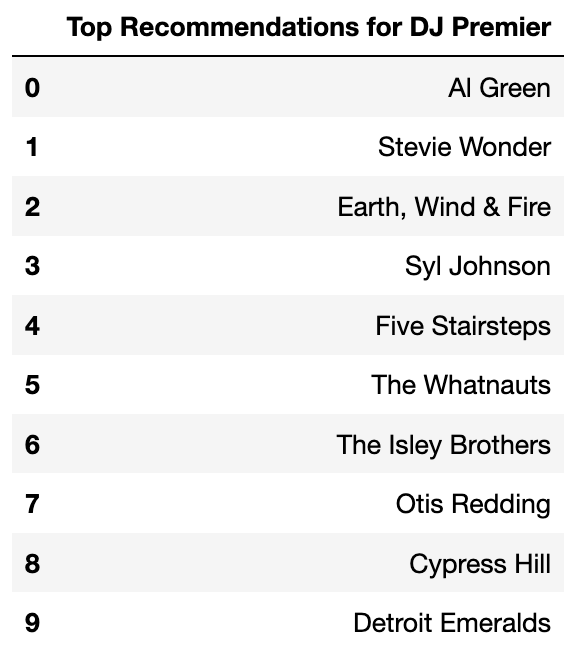 Top Recommendations for DJ Premier
0 Al Green
1 Stevie Wonder
2 Earth, Wind & Fire
3 Syl Johnson
4 Five Stairsteps
5 The Whatnauts
6 The Isley Brothers
7 Otis Redding
8 Cypress Hill
9 Detroit Emeralds